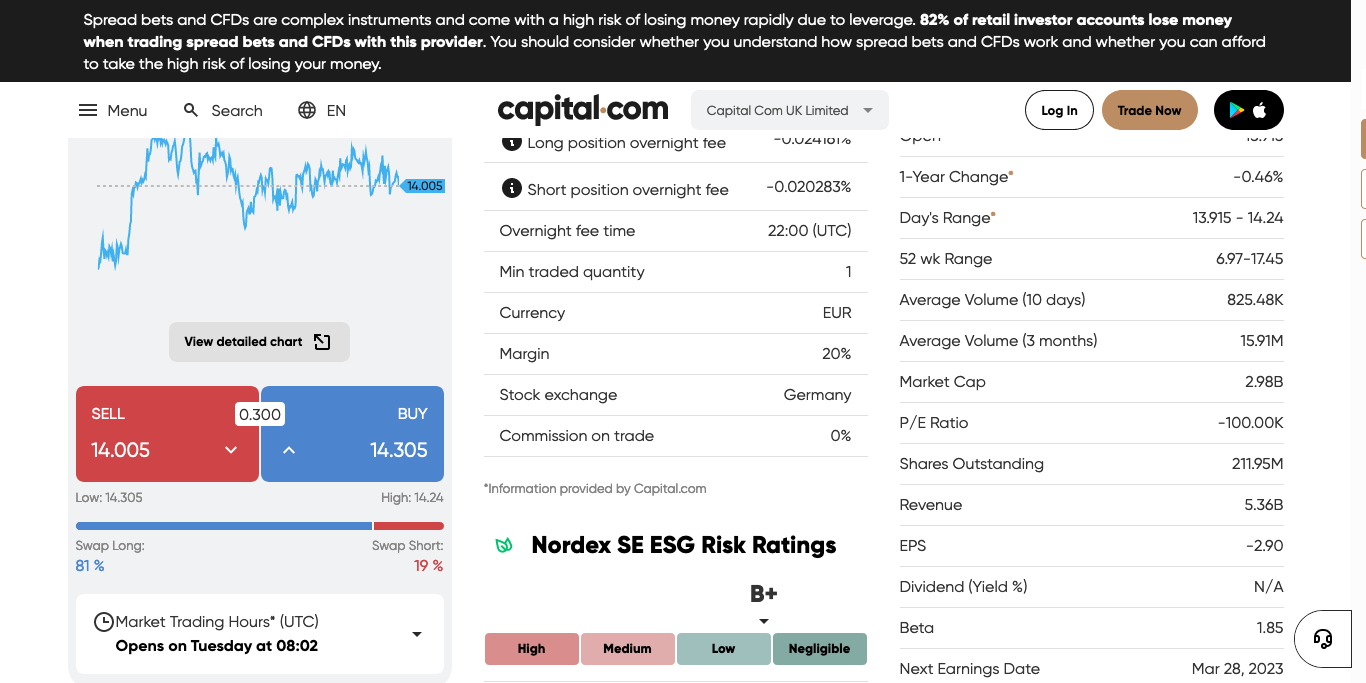 Spread bets and CFDs are complex instruments and come with a high risk of losing money rapidly due to leverage. 82% of retail investor accounts lose money
when trading spread bets and CFDs with this provider. You should consider whether you understand how spread bets and CFDs work and whether you can afford
to take the high risk of losing your money.
Menu
Search
EN
capital.com
Capital Com UK Limited
Log In
Trade Now
14.005
View detailed chart
SELL
14.005
0.300
BUY
14.305
Low: 14.305
High: 14.24
Swap Long:
Swap Short:
81 %
19 %
Market Trading Hours* (UTC)
Opens on Tuesday at 08:02
Long position overnight fee -0.024161%
Short position overnight fee -0.020283%
Overnight fee time 22:00 (UTC)
Min traded quantity 1
Currency EUR
Margin 20%
Stock exchange Germany
Commission on trade 0%
*Information provided by Capital.com
Nordex SE ESG Risk Ratings
B+
High
Medium
Low
Negligible
Open 13.915
1-Year Change* -0.46%
Day's Range* 13.915 - 14.24
52 wk Range 6.97-17.45
Average Volume (10 days) 825.48K
Average Volume (3 months) 15.91M
Market Cap 2.98B
P/E Ratio -100.00K
Shares Outstanding 211.95M
Revenue 5.36B
EPS -2.90
Dividend (Yield %) N/A
Beta 1.85
Next Earnings Date Mar 28, 2023